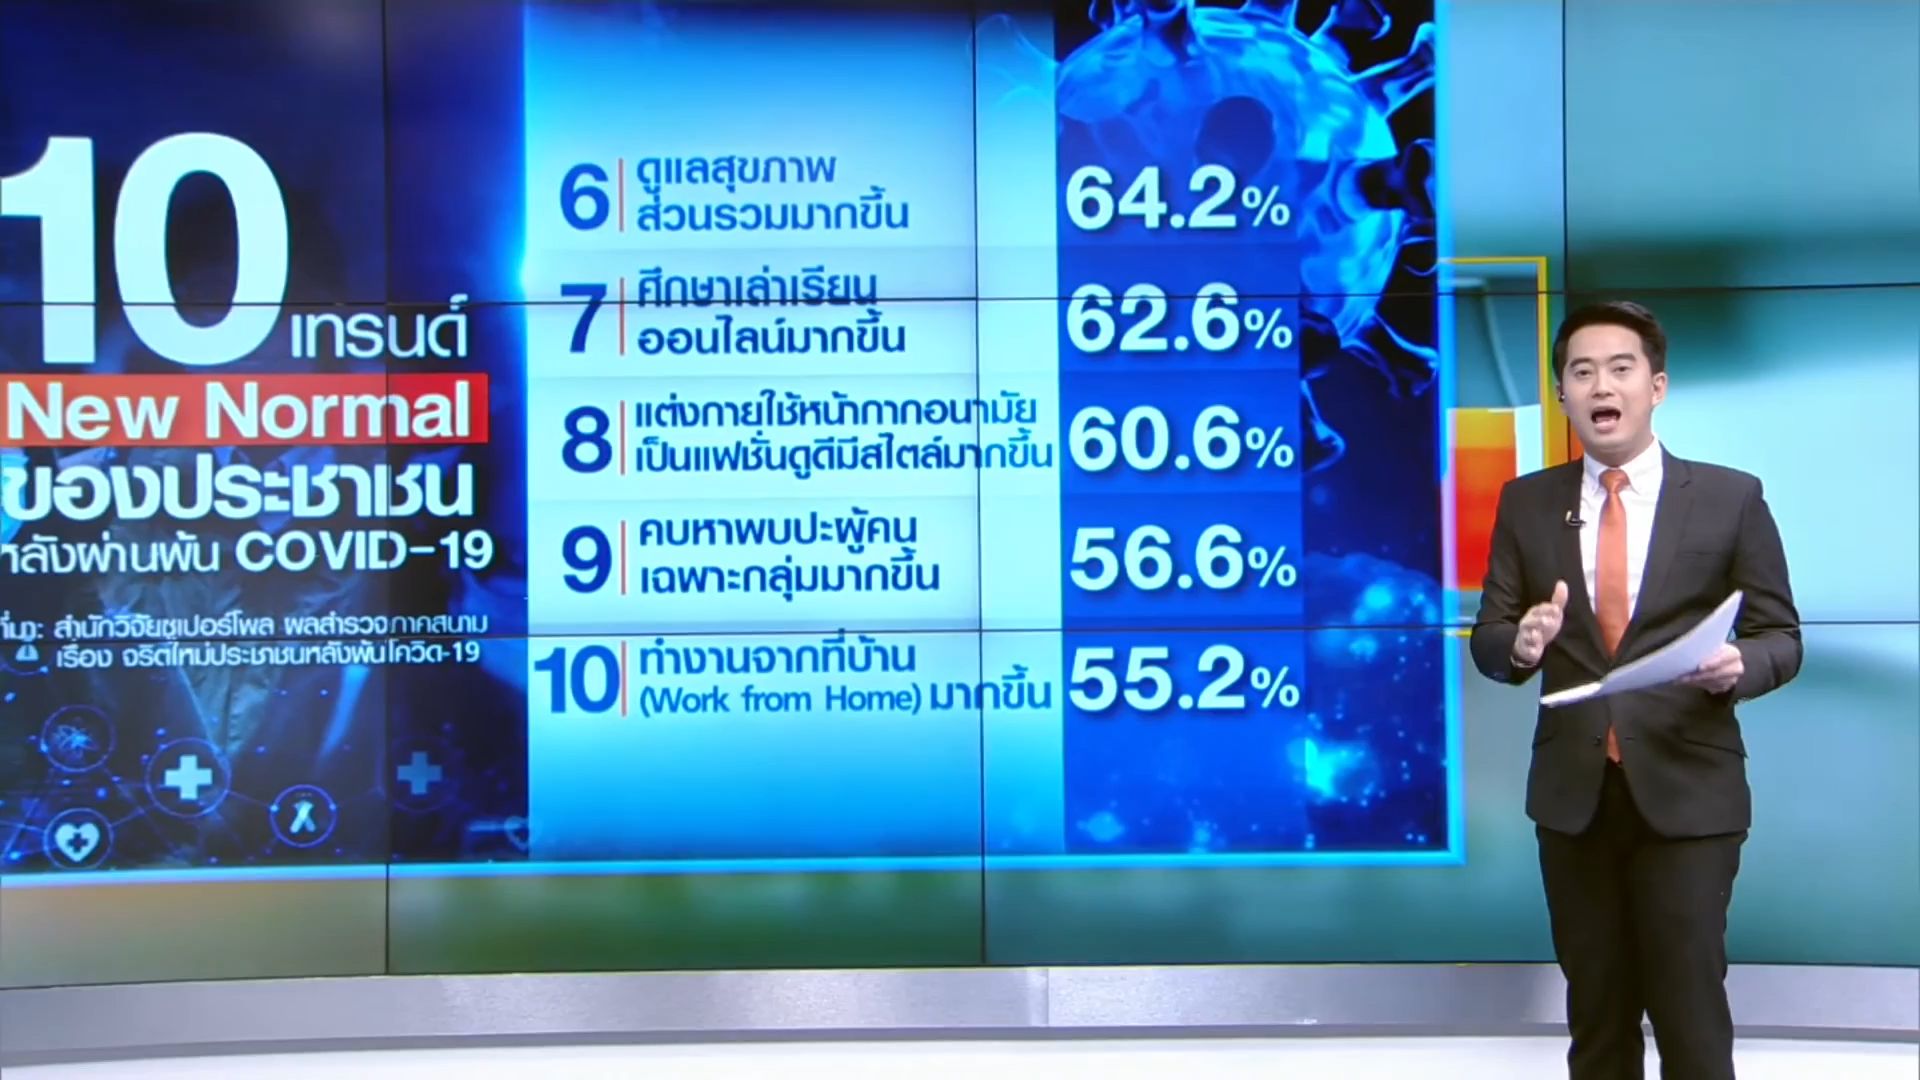 10 เทรนด์
New Normal
ของประชาชน
หลังผ่านพ้น COVID-19
ที่มา: สำนักวิจัยซูเปอร์โพล ผลสำรวจภาคสนาม
เรื่อง จริตใหม่ประชาชนหลังพ้นโควิด-19
6 ดูแลสุขภาพ
ส่วนรวมมากขึ้น 64.2%
7 ศึกษาเล่าเรียน
ออนไลน์มากขึ้น 62.6%
8 แต่งกายใช้หน้ากากอนามัย
เป็นแฟชั่นดูดีมีสไตล์มากขึ้น 60.6%
9 คบหาพบปะผู้คน
เฉพาะกลุ่มมากขึ้น 56.6%
10 ทำงานจากที่บ้าน
(Work from Home) มากขึ้น 55.2%